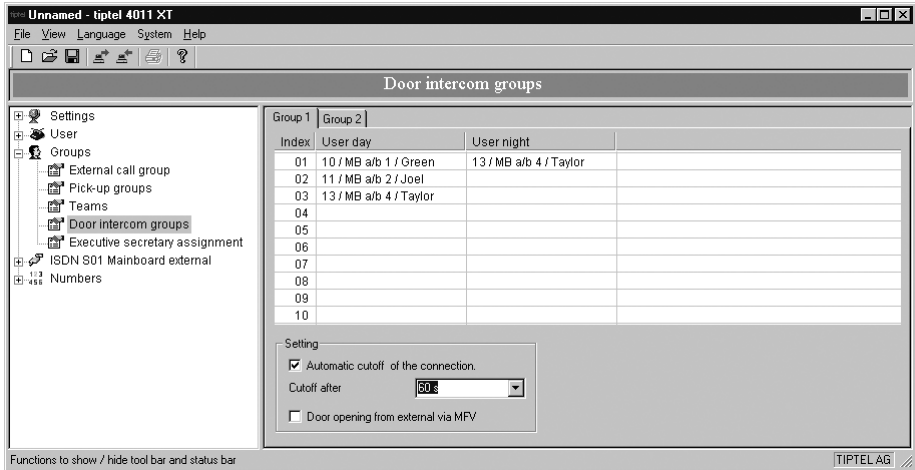 tiptel Unnamed - tiptel 4011 XT
File View Language System Help
Door intercom groups
Settings
User
Groups
External call group
Pick-up groups
Teams
Door intercom groups
Executive secretary assignment
ISDN S01 Mainboard external
123 456 Numbers
Group 1 Group 2
Index User day User night
01 10 / MB a/b 1 / Green 13 / MB a/b 4 / Taylor
02 11 / MB a/b 2 / Joel
03 13 / MB a/b 4 / Taylor
04
05
06
07
08
09
10
Setting
Automatic cutoff of the connection.
Cutoff after 60 s
Door opening from external via MFV
Functions to show / hide tool bar and status bar TIPTEL AG